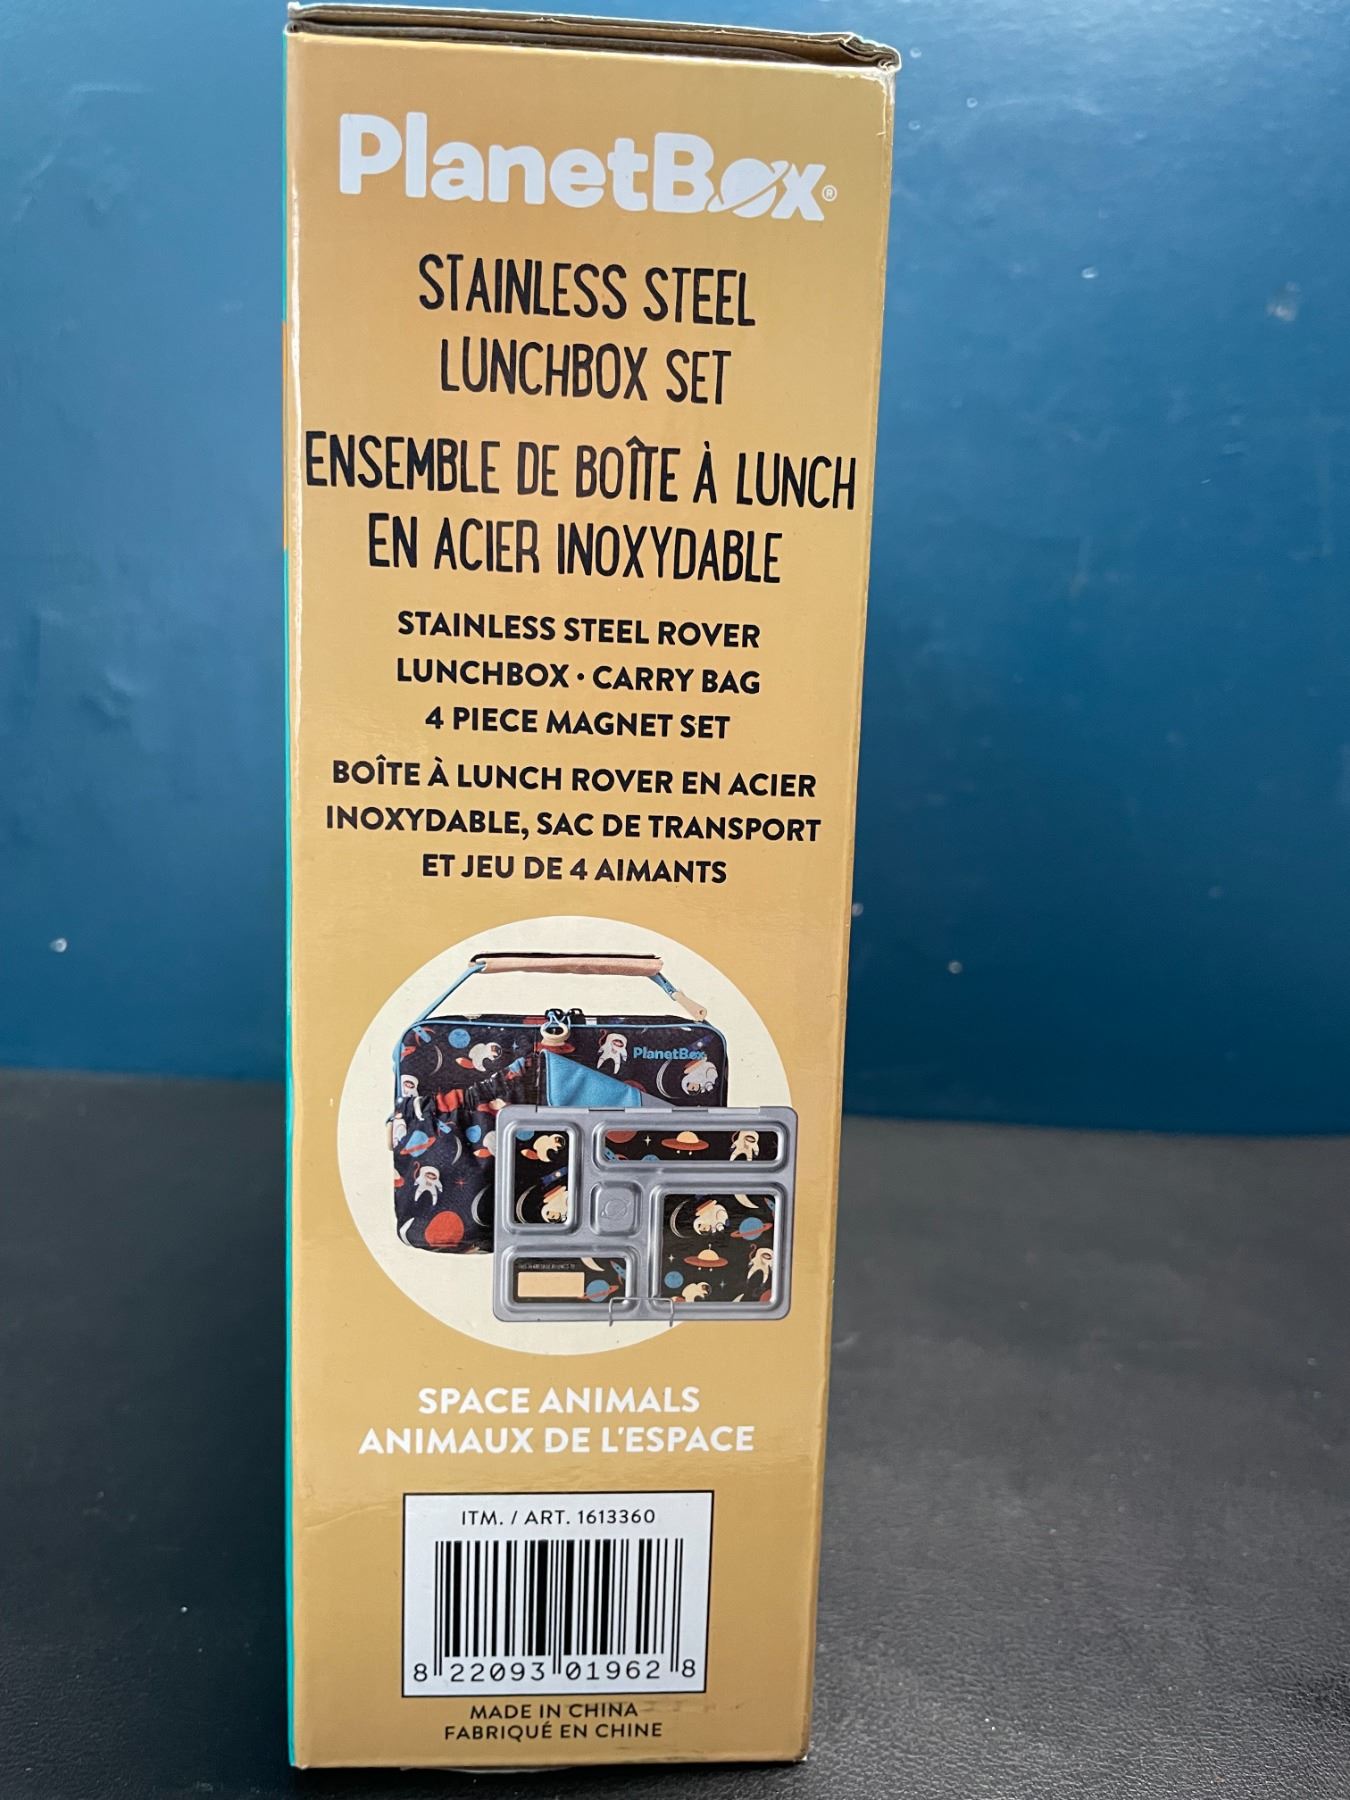 PlanetBox®
STAINLESS STEEL
LUNCHBOX SET
ENSEMBLE DE BOÎTE À LUNCH
EN ACIER INOXYDABLE
STAINLESS STEEL ROVER
LUNCHBOX · CARRY BAG
4 PIECE MAGNET SET
BOÎTE À LUNCH ROVER EN ACIER
INOXYDABLE, SAC DE TRANSPORT
ET JEU DE 4 AIMANTS
PlanetBox
SPACE ANIMALS
ANIMAUX DE L'ESPACE
ITM. / ART. 1613360
8 22093 01962 8
MADE IN CHINA
FABRIQUÉ EN CHINE